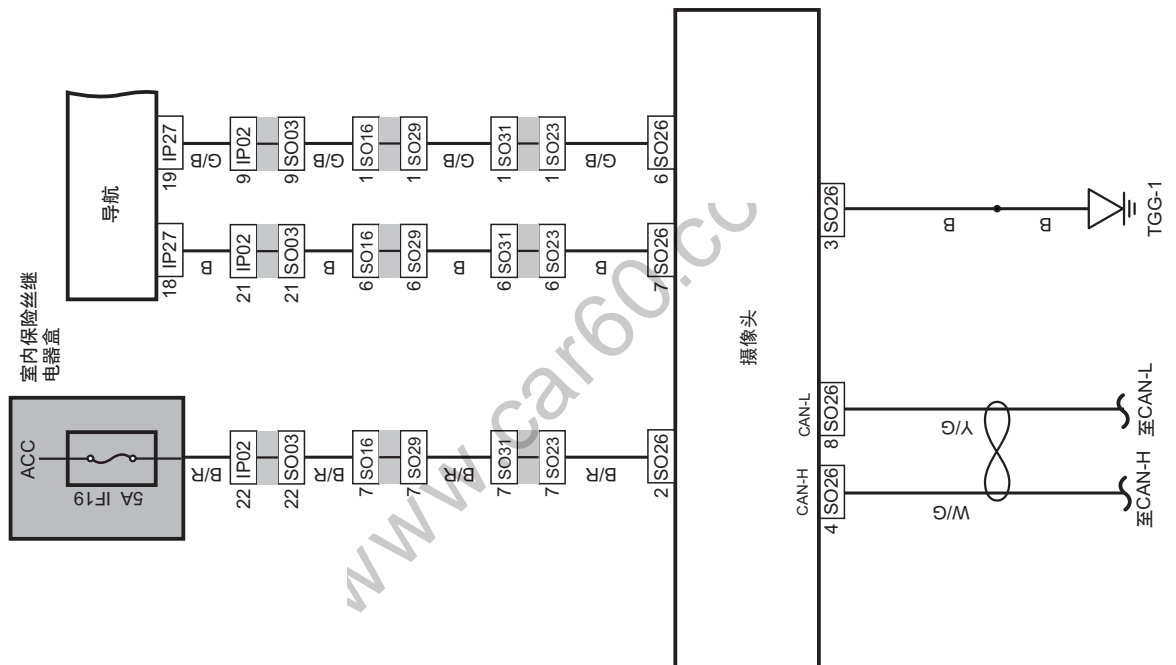 19 IP27
G/B
9 IP02
9 SO03
G/B
1 SO16
1 SO29
G/B
1 SO31
1 SO23
G/B
6 SO26
导航
18 IP27
B
21 IP02
21 SO03
B
6 SO16
6 SO29
B
6 SO31
6 SO23
B
7 SO26
室内保险丝继
电器盒
ACC
5A IF19
B/R
22 IP02
22 SO03
B/R
7 SO16
7 SO29
B/R
7 SO31
7 SO23
B/R
2 SO26
摄像头
3 SO26
B
B
TGG-1
CAN-L
8 SO26
Y/G
至CAN-L
CAN-H
4 SO26
W/G
至CAN-H
www.car60.co